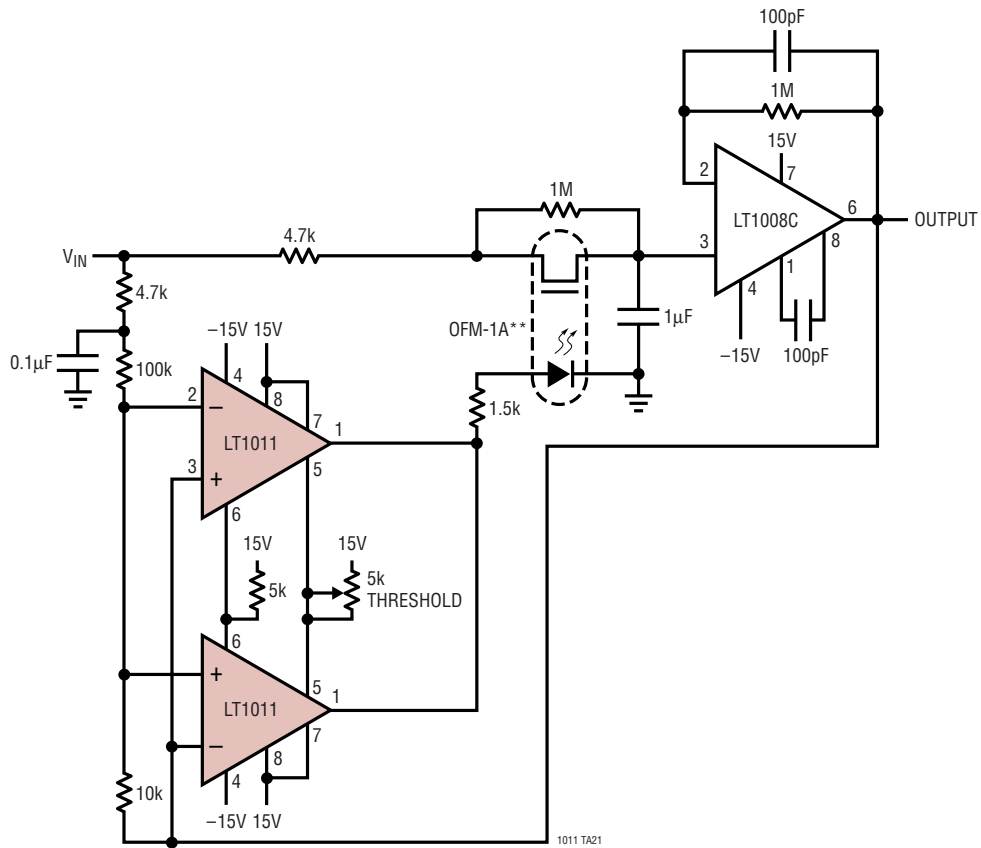 100pF
1M
15V
2
7
LT1008C
6
OUTPUT
3
8
1
4
–15V
100pF
1M
4.7k
VIN
4.7k
OFM-1A**
1µF
0.1µF
100k
–15V 15V
4
8
2
–
7
1
LT1011
3
+
5
6
1.5k
15V
5k
15V
5k
THRESHOLD
6
+
5
1
LT1011
7
–
8
4
10k
–15V 15V
1011 TA21